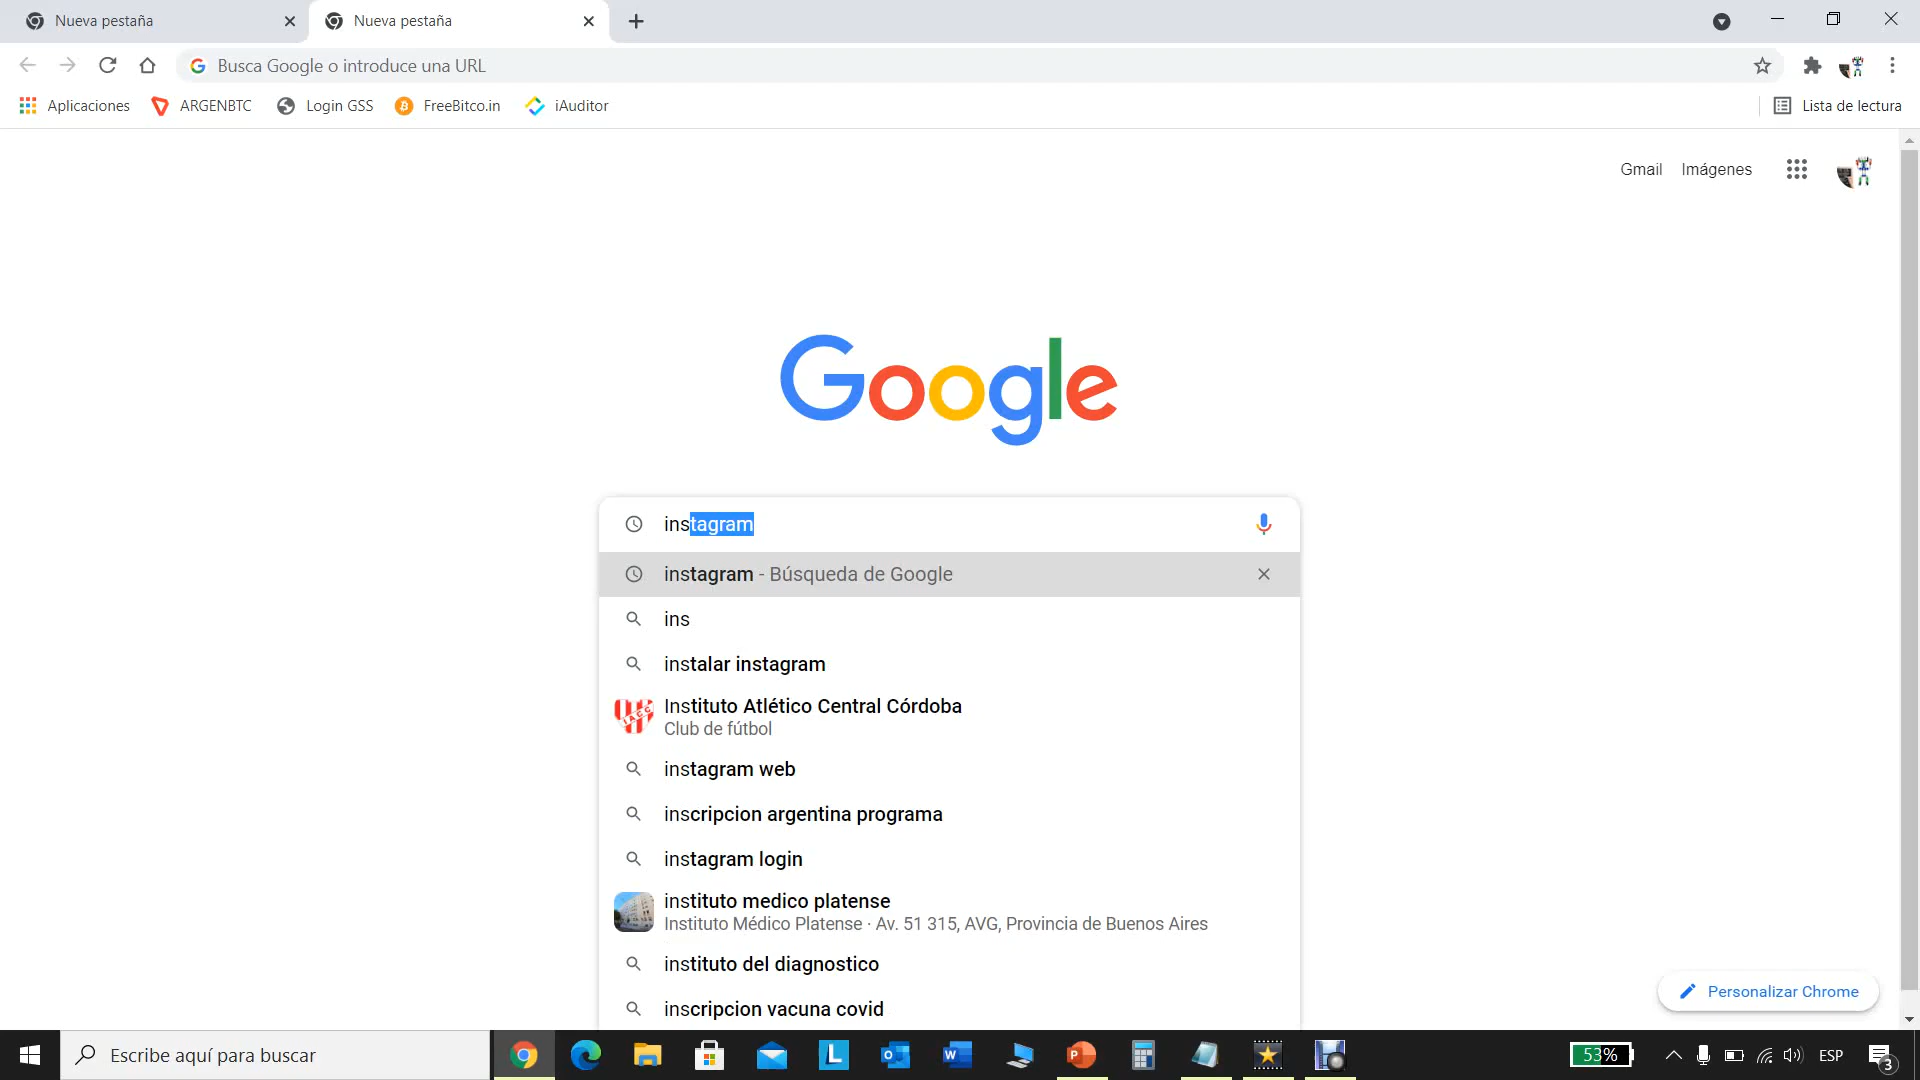 Nueva pestaña
Nueva pestaña
Busca Google o introduce una URL
Aplicaciones
ARGENBTC
Login GSS
FreeBitco.in
iAuditor
Lista de lectura
Gmail
Imágenes
Google
instagram
instagram - Búsqueda de Google
ins
instalar instagram
Instituto Atlético Central Córdoba
Club de fútbol
instagram web
inscripcion argentina programa
instagram login
instituto medico platense
Instituto Médico Platense · Av. 51 315, AVG, Provincia de Buenos Aires
instituto del diagnostico
inscripcion vacuna covid
Personalizar Chrome
Escribe aquí para buscar
53%
ESP
3